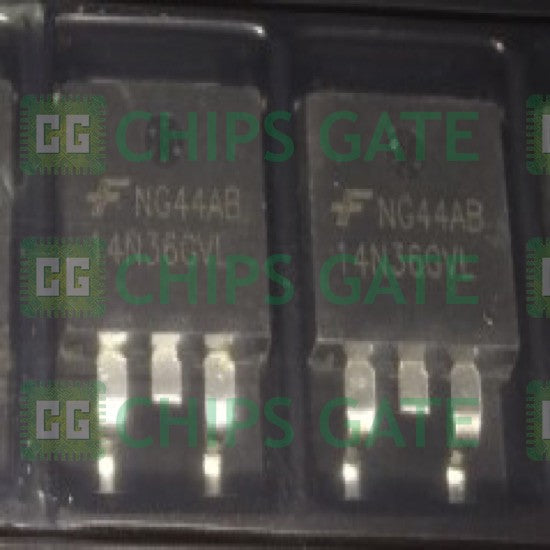 CG CHIPS GATE
F NG44AB
14N36GVL
F NG44AB
14N36GVL
CG CHIPS GATE
CG CHIPS GATE